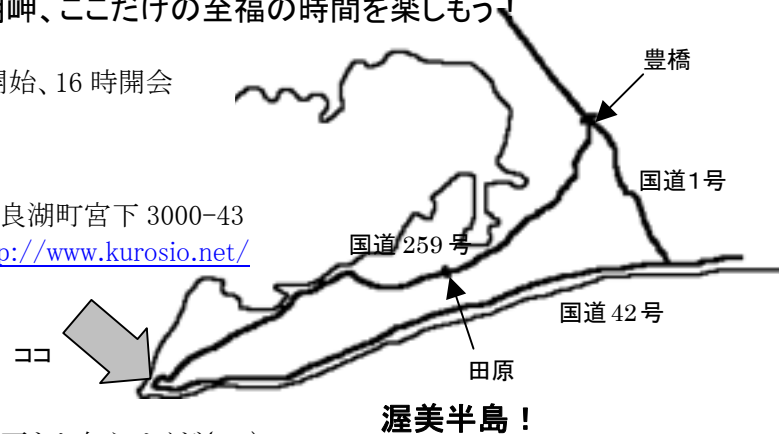 岬、ここだけの至福の時間を楽しもう！
開始、16 時開会
豊橋
国道１号
良湖町宮下 3000-43
p://www.kurosio.net/
国道 259 号
国道 42 号
ココ
田原
渥美半島！